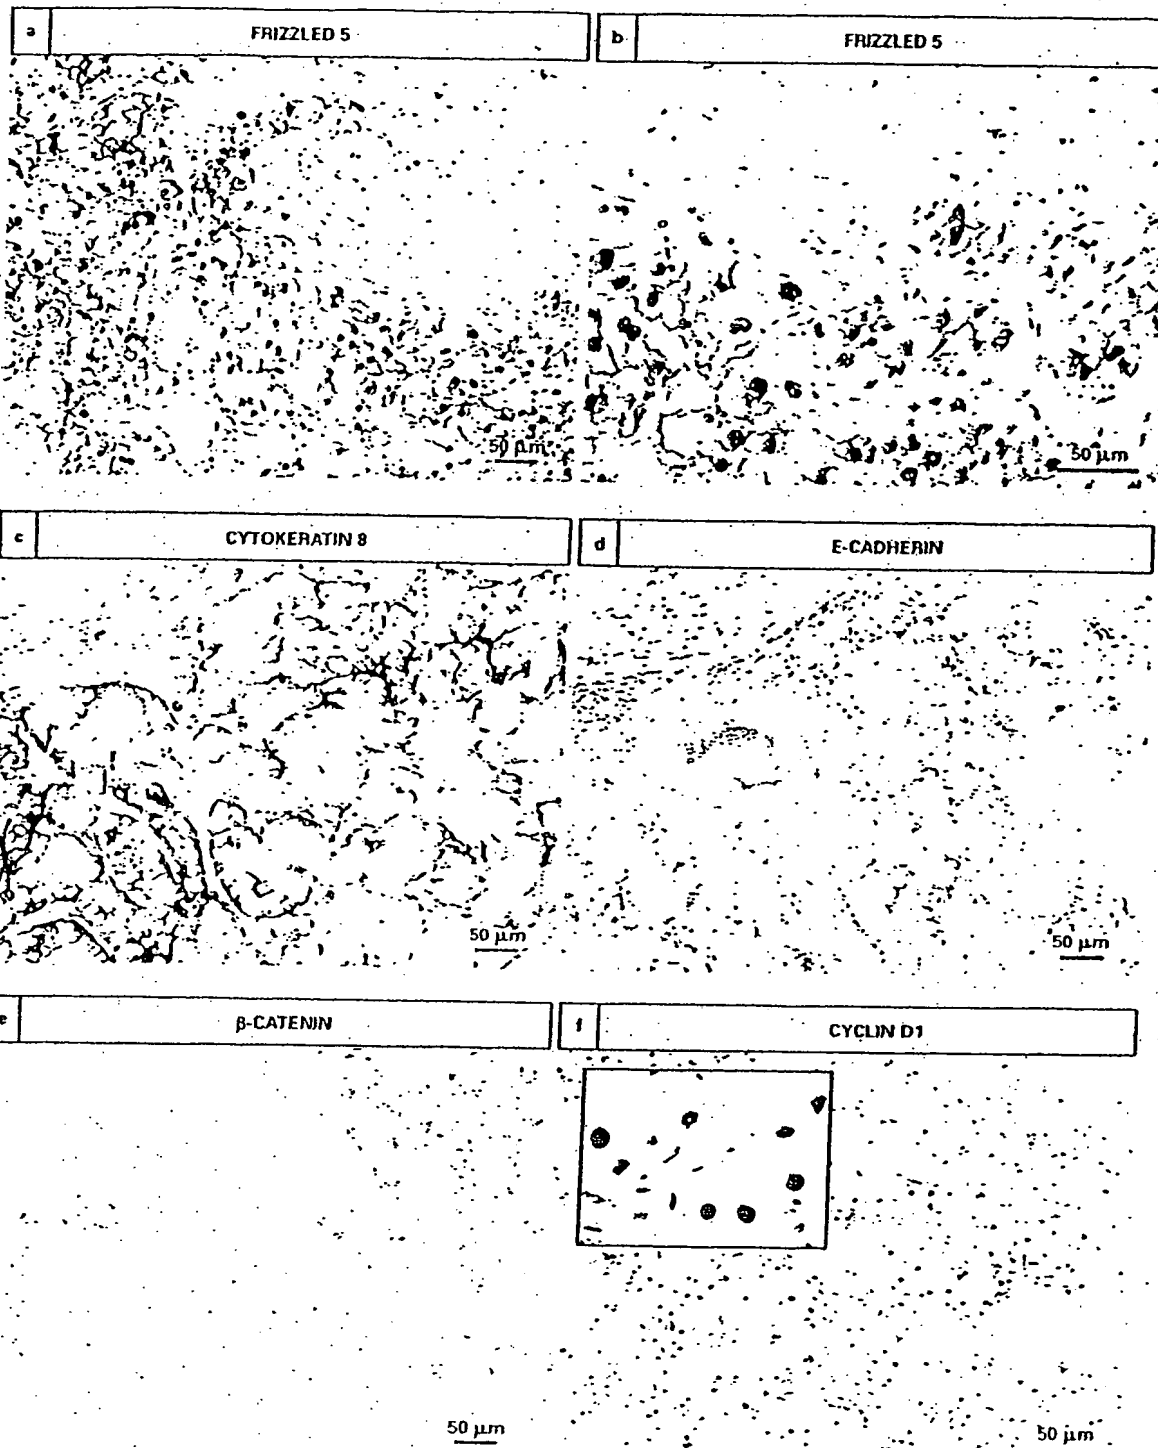 a FRIZZLED 5
b FRIZZLED 5
50 μm
50 μm
c CYTOKERATIN 8
d E-CADHERIN
50 μm
50 μm
e β-CATENIN
f CYCLIN D1
50 μm
50 μm